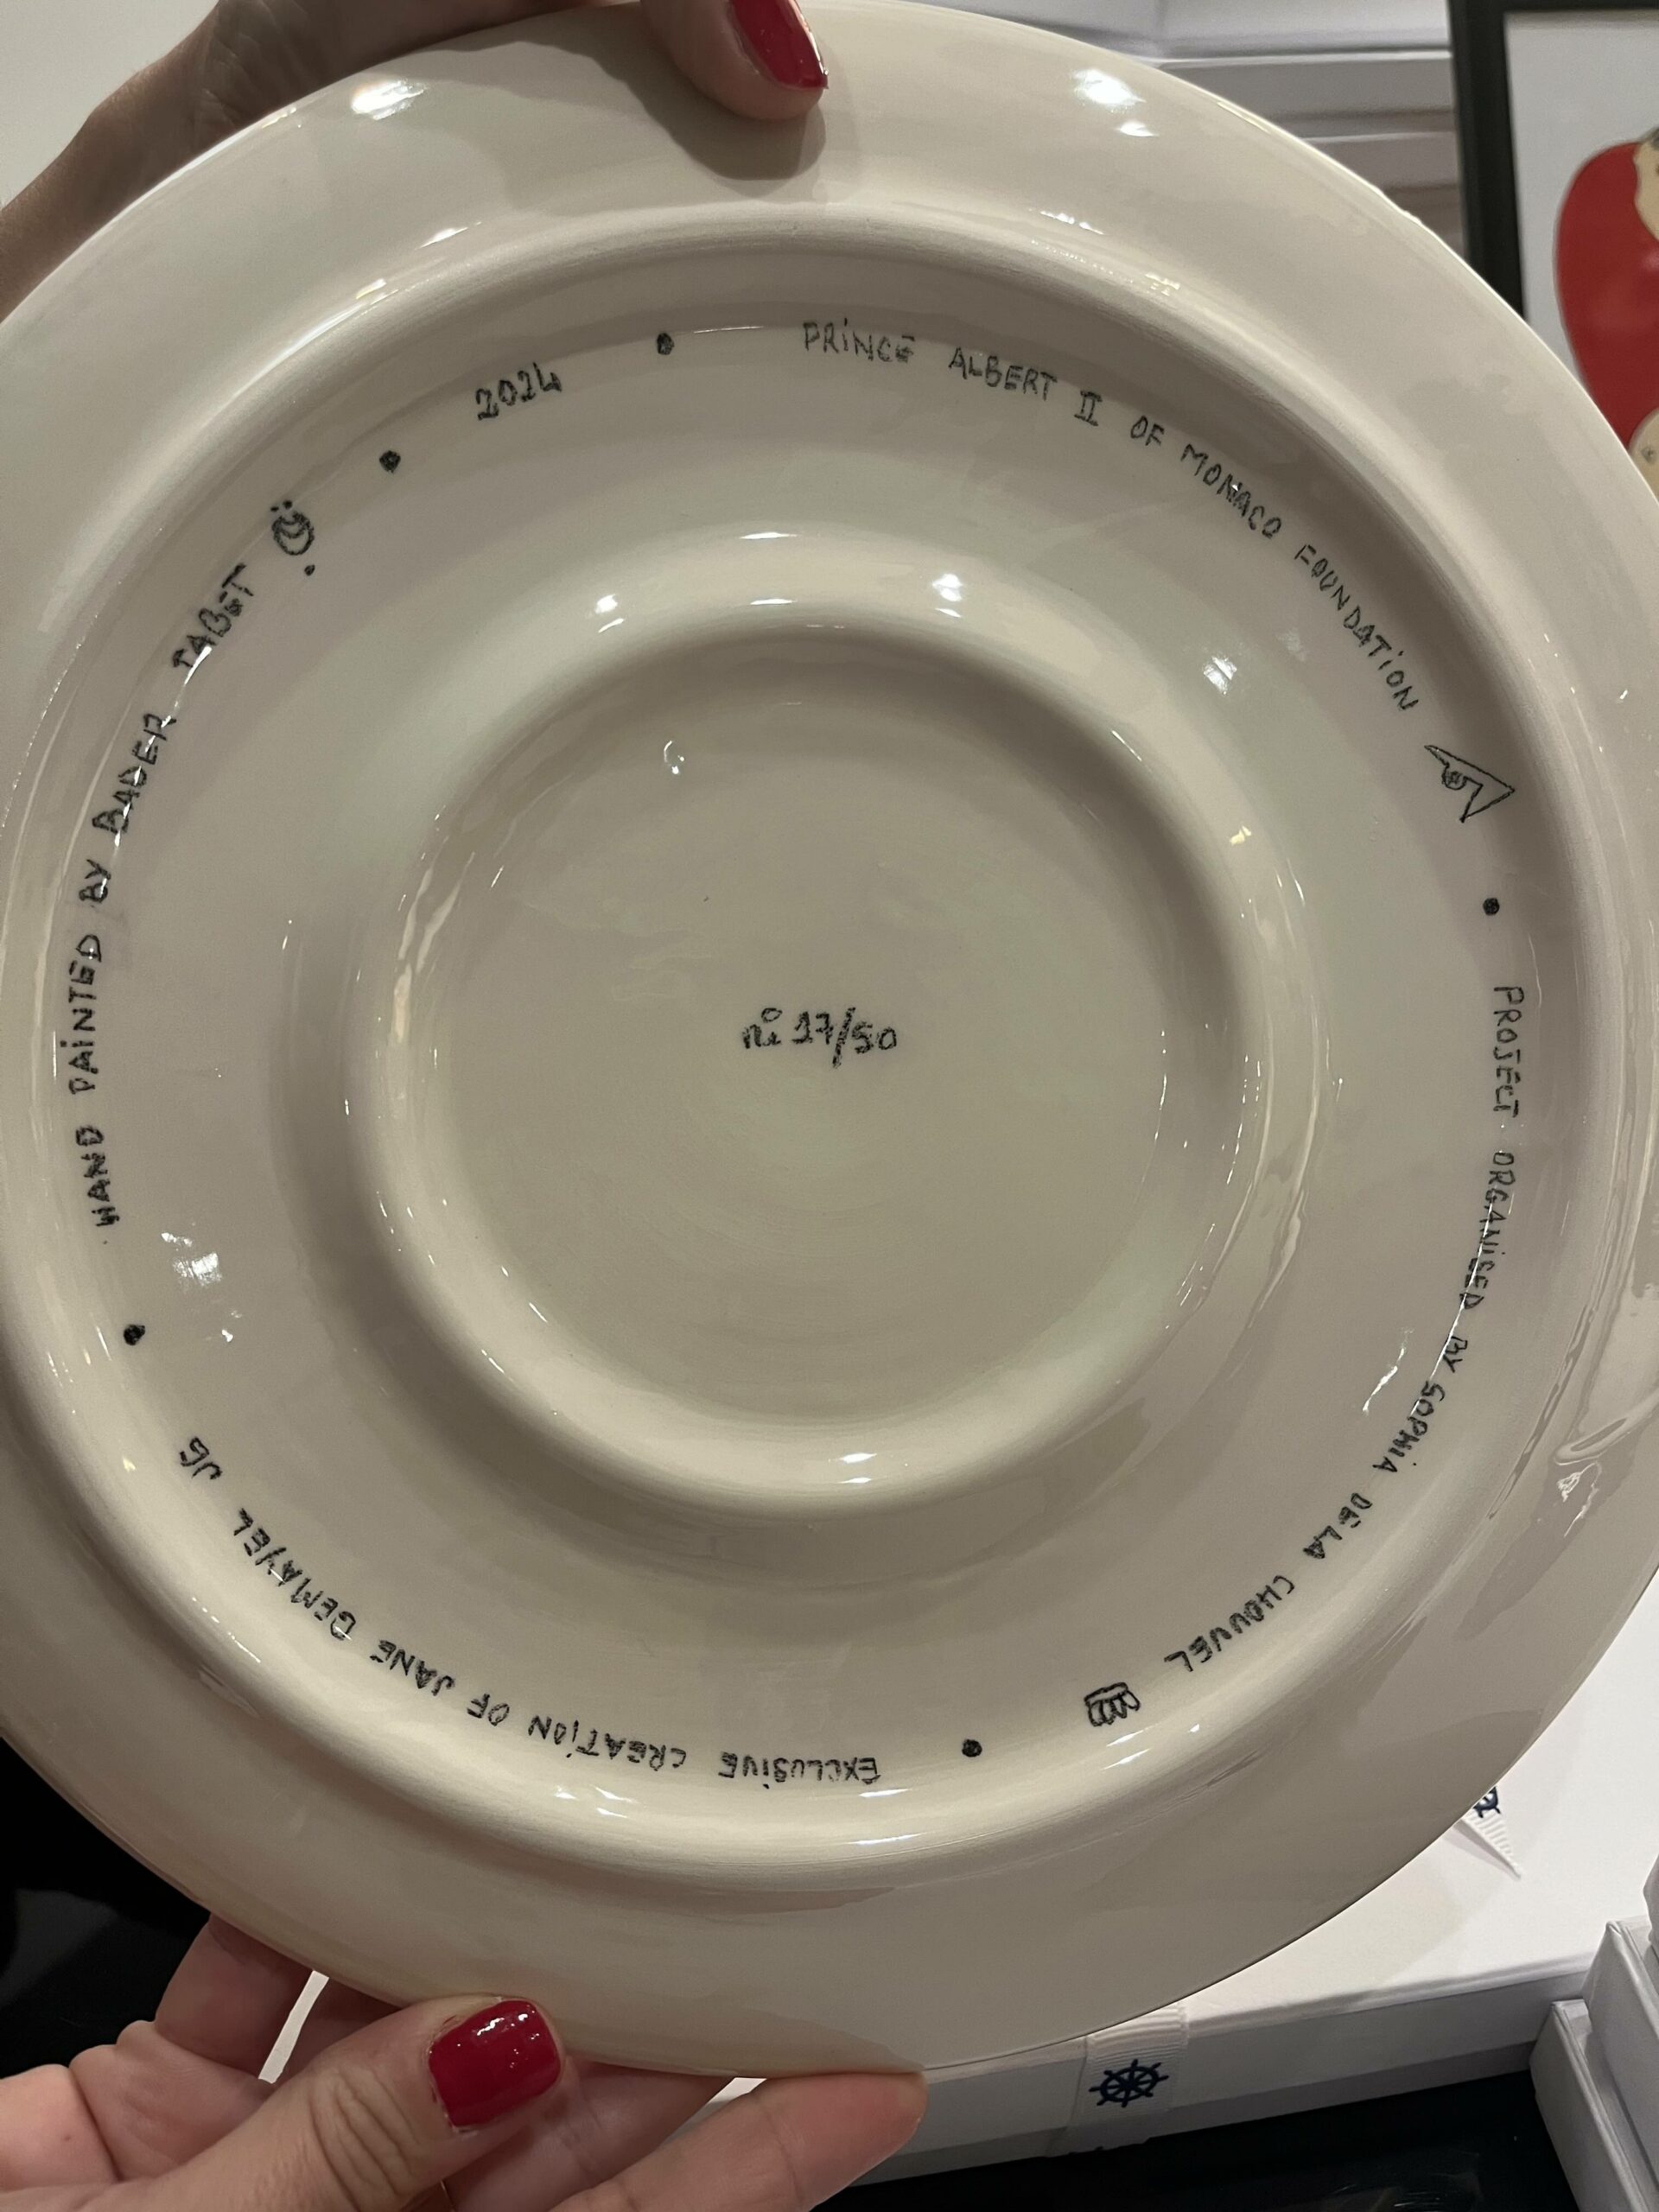 PRINCE ALBERT II OF MONACO FOUNDATION
PROJECT ORGANISED BY SOPHIA DE LA CHOUVEL
EXCLUSIVE CREATION OF JANE GEMAYEL JG
HAND PAINTED BY BADER TABET
2024
nº 17/50